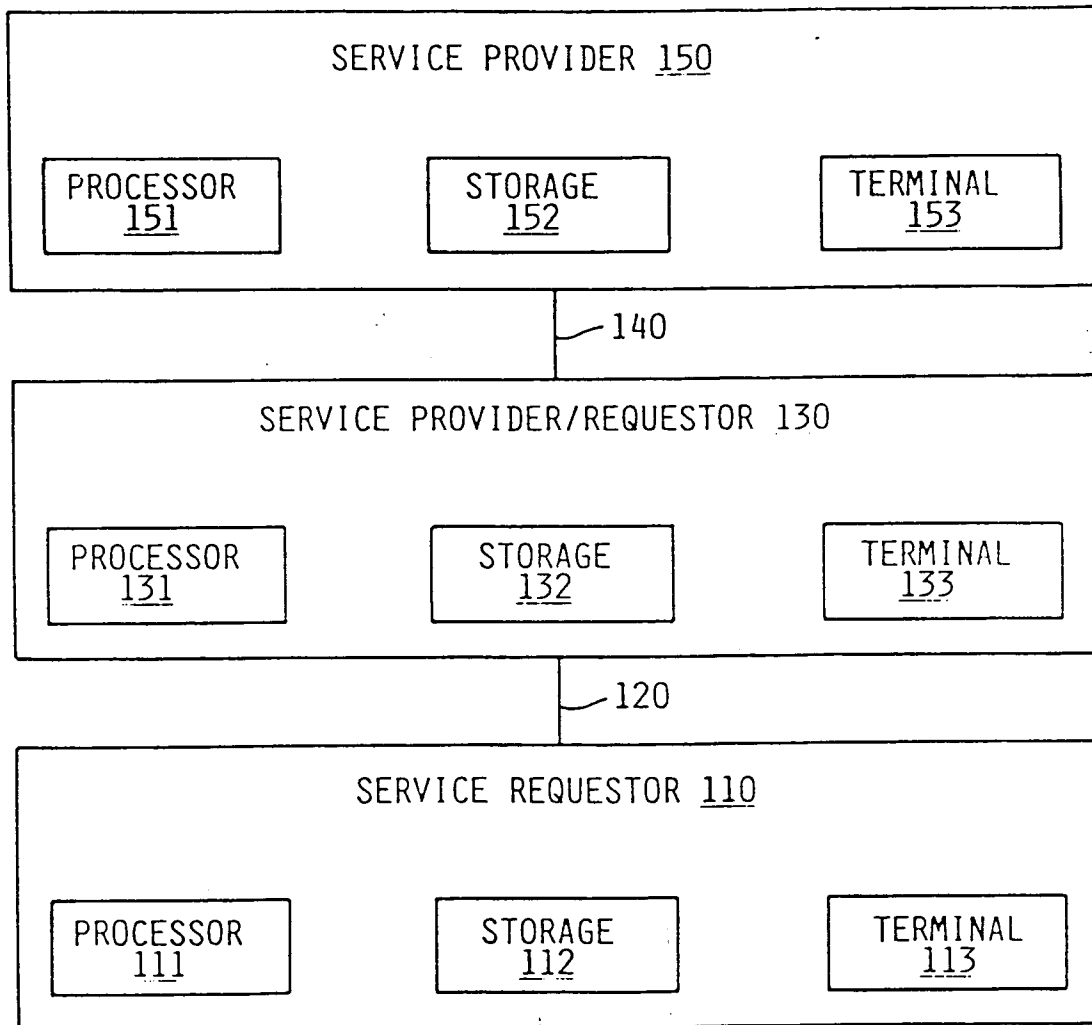 SERVICE PROVIDER 150
PROCESSOR
151
STORAGE
152
TERMINAL
153
140
SERVICE PROVIDER/REQUESTOR 130
PROCESSOR
131
STORAGE
132
TERMINAL
133
120
SERVICE REQUESTOR 110
PROCESSOR
111
STORAGE
112
TERMINAL
113